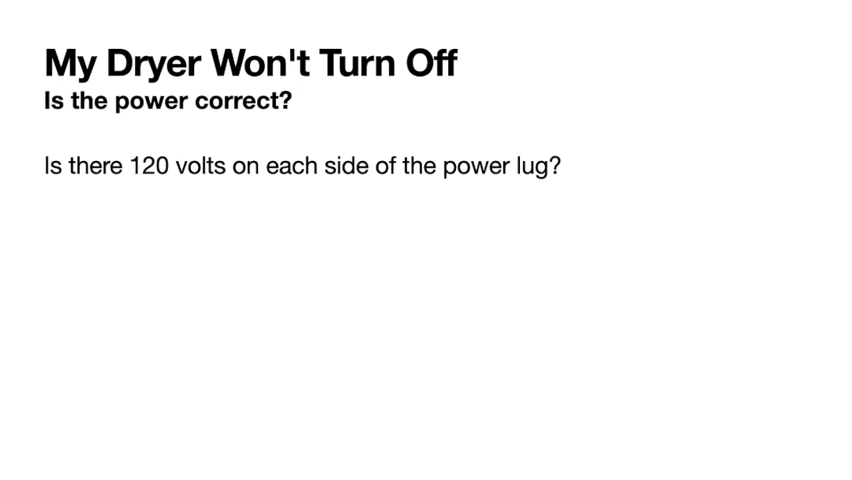 My Dryer Won't Turn Off
Is the power correct?
Is there 120 volts on each side of the power lug?